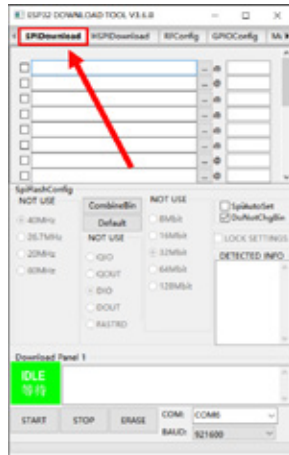 ESP32 DOWNLOAD TOOL V3.6.8
SPIDownload HSPIDownload RFConfig GPIOConfig Mu
... @
... @
... @
... @
... @
... @
... @
SpiFlashConfig
NOT USE
CombineBin
NOT USE
SpiAutoSet
40MHz
Default
8Mbit
DoNotChgBin
26.7MHz
NOT USE
16Mbit
LOCK SETTINGS
20MHz
QIO
32Mbit
DETECTED INFO
80MHz
QOUT
64Mbit
DIO
128Mbit
DOUT
FASTRD
Download Panel 1
IDLE
等待
START STOP ERASE
COM: COM6
BAUD: 921600